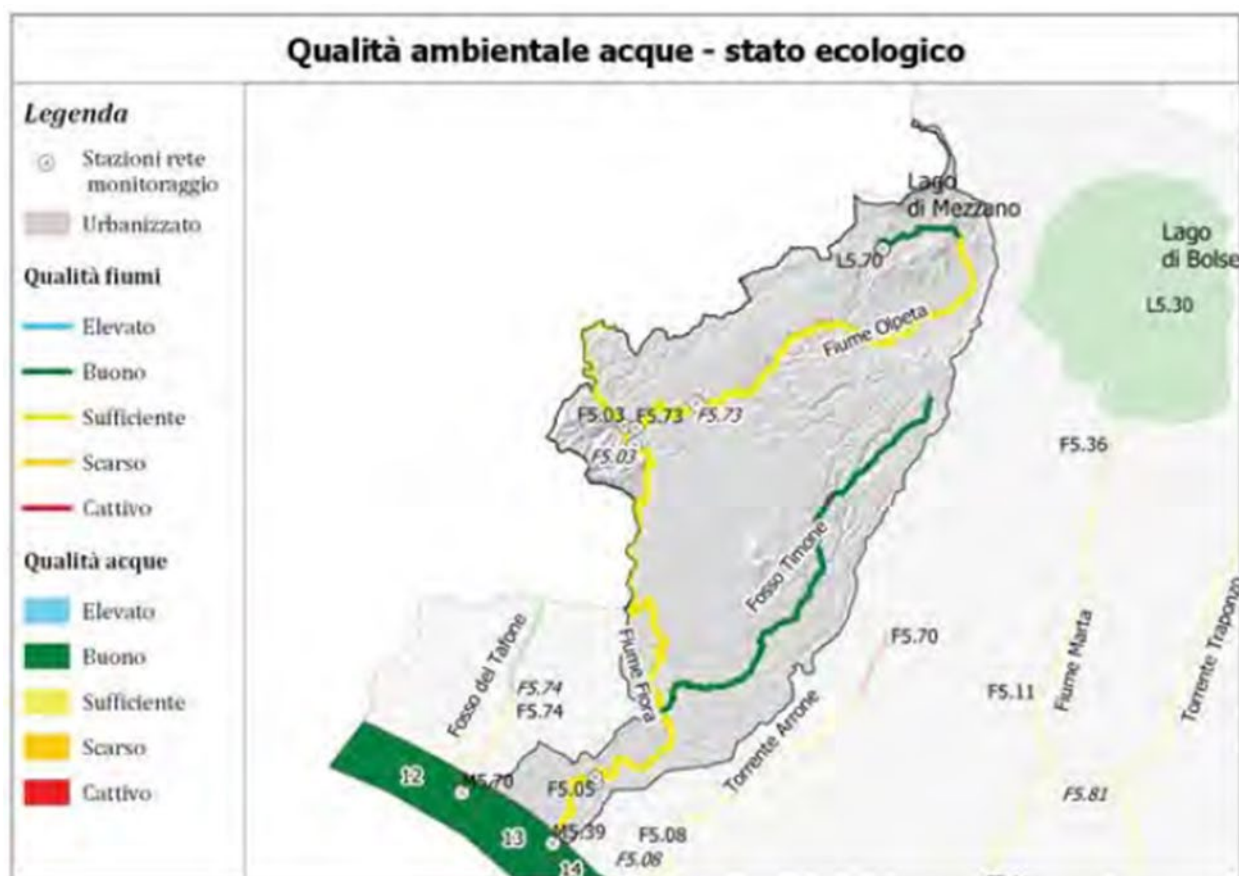 Qualità ambientale acque - stato ecologico
Legenda
Stazioni rete
monitoraggio
Urbanizzato
Qualità fiumi
Elevato
Buono
Sufficiente
Scarso
Cattivo
Qualità acque
Elevato
Buono
Sufficiente
Scarso
Cattivo
Lago
di Mezzano
Lago
di Bolse
L5.70
L5.30
Fiume Olpeta
F5.03 F5.73 F5.73
F5.03
F5.36
Fosso Timone
Fiume Fiora
Fosso del Tafone
F5.74
F5.74
F5.70
F5.11
Fiume Marta
Torrente Traponzo
Torrente Arrone
F5.81
12
M5.70
F5.05
13
M5.39
F5.08
F5.08
14